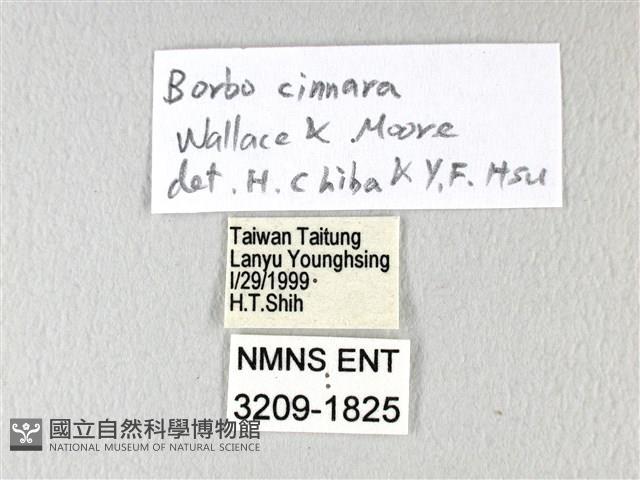 Borbo cinnara
Wallace & Moore
det. H. Chiba & Y. F. Hsu
Taiwan Taitung
Lanyu Younghsing
I/29/1999
H.T.Shih
NMNS ENT
3209-1825
國立自然科學博物館
NATIONAL MUSEUM OF NATURAL SCIENCE